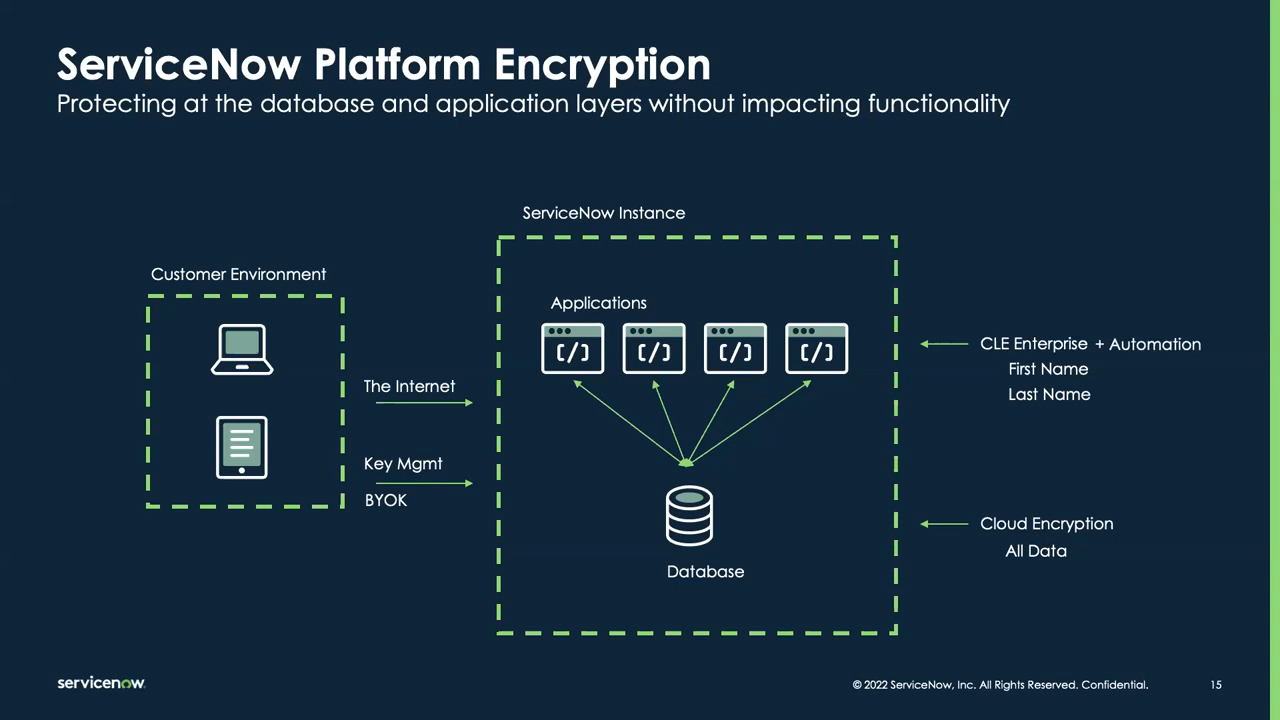 ServiceNow Platform Encryption
Protecting at the database and application layers without impacting functionality
ServiceNow Instance
Customer Environment
Applications
[/]
[/]
[/]
[/]
The Internet
Key Mgmt
BYOK
Database
CLE Enterprise + Automation
First Name
Last Name
Cloud Encryption
All Data
servicenow
© 2022 ServiceNow, Inc. All Rights Reserved. Confidential.
15